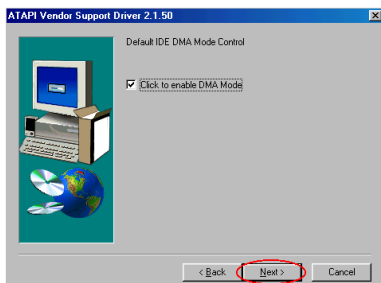 ATAPI Vendor Support Driver 2.1.50
Default IDE DMA Mode Control
Click to enable DMA Mode
< Back Next > Cancel